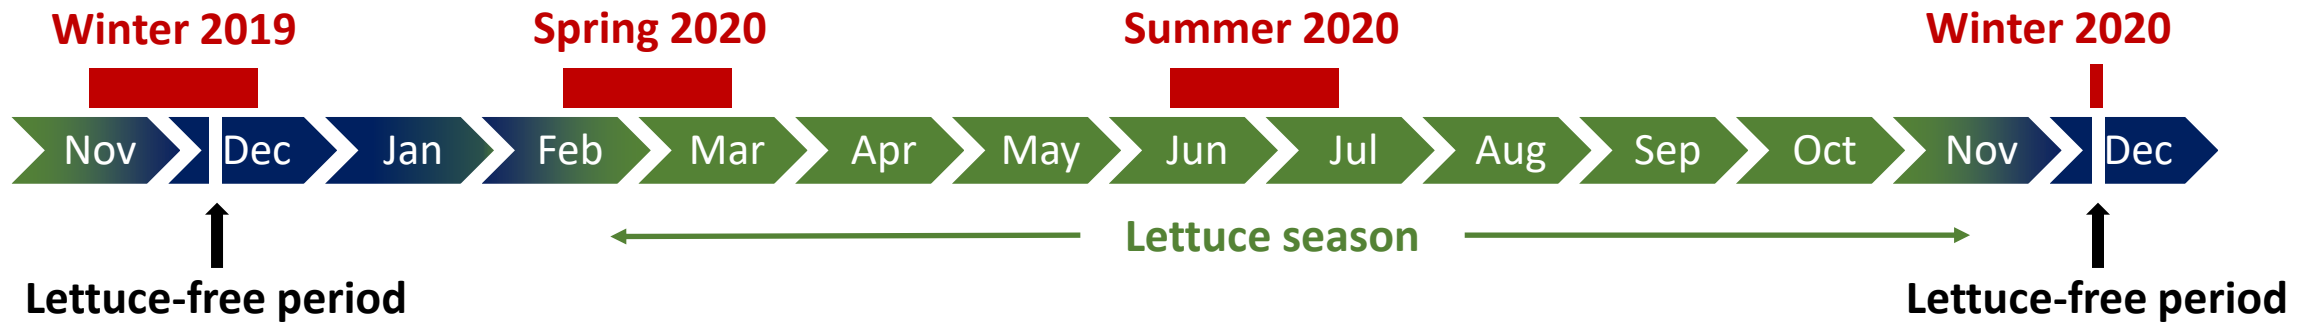 Winter 2019 Spring 2020 Summer 2020 Winter 2020
Nov Dec Jan Feb Mar Apr May Jun Jul Aug Sep Oct Nov Dec
Lettuce season
Lettuce-free period Lettuce-free period